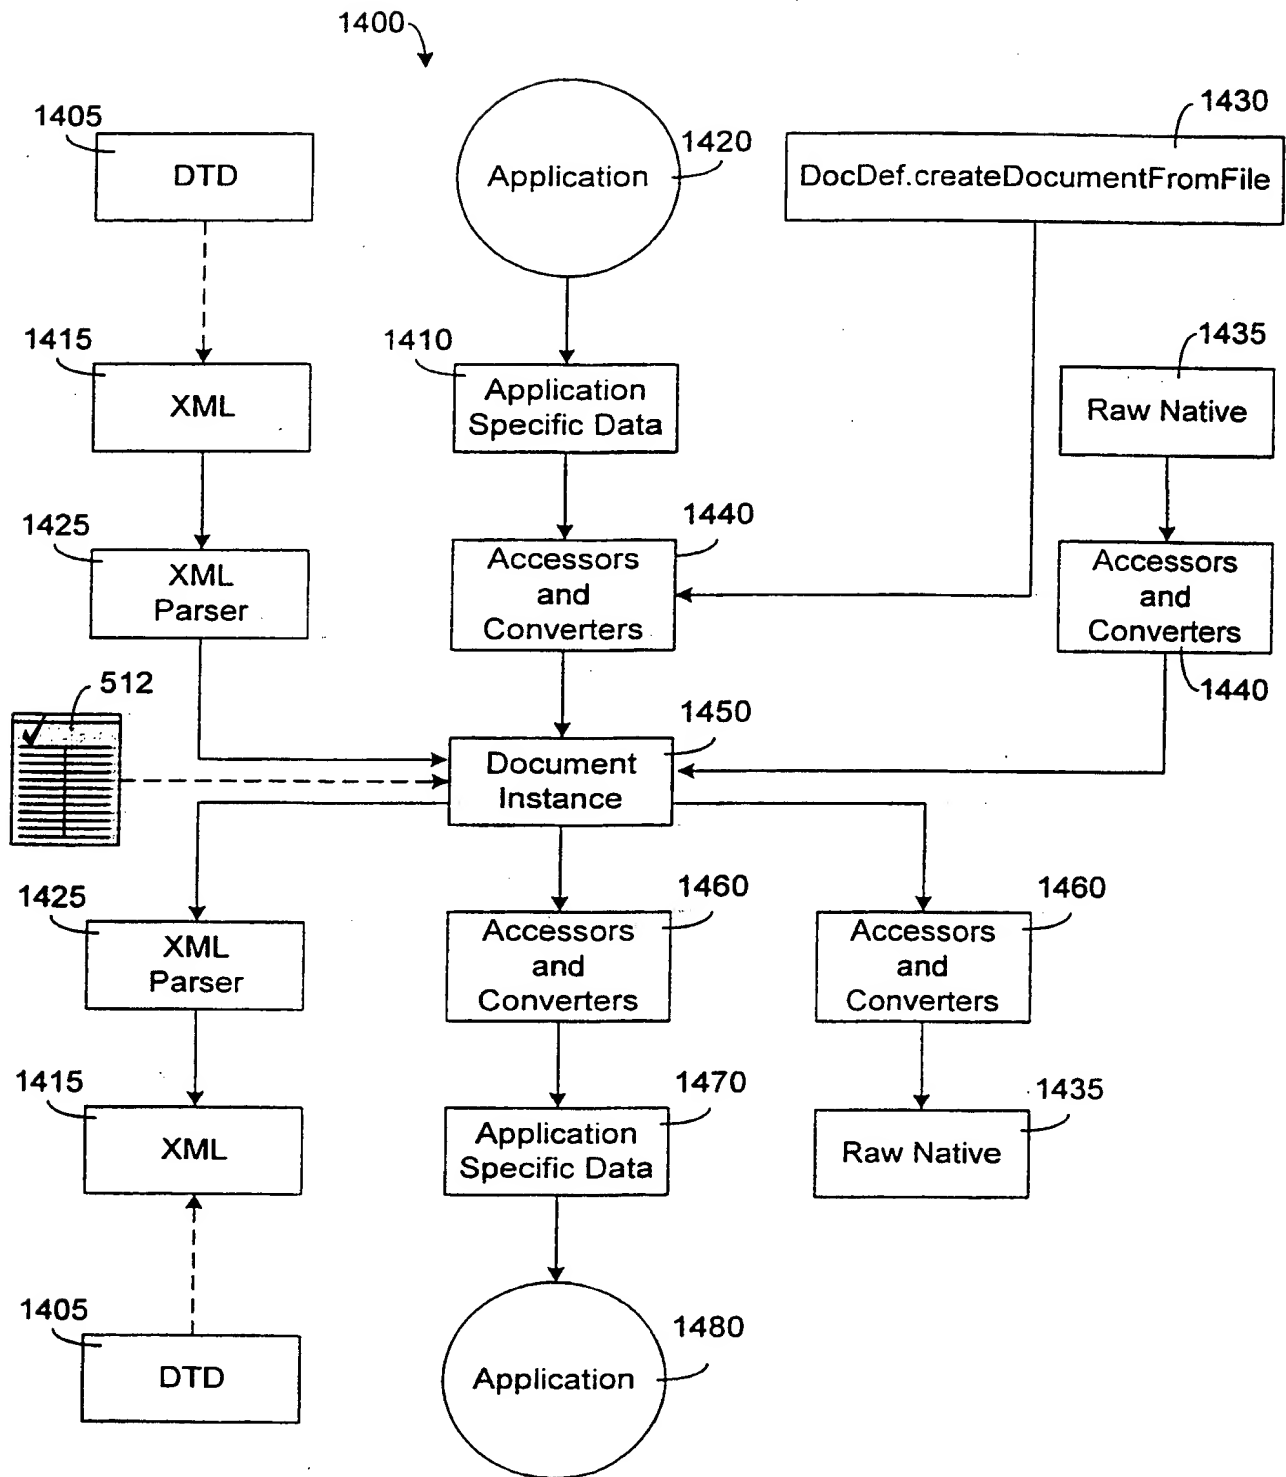 1400
1405
DTD
Application
1420
1430
DocDef.createDocumentFromFile
1415
XML
1410
Application
Specific Data
1435
Raw Native
1425
XML
Parser
1440
Accessors
and
Converters
Accessors
and
Converters
1440
512
1450
Document
Instance
1425
XML
Parser
1460
Accessors
and
Converters
1460
Accessors
and
Converters
1415
XML
1470
Application
Specific Data
1435
Raw Native
1405
DTD
1480
Application